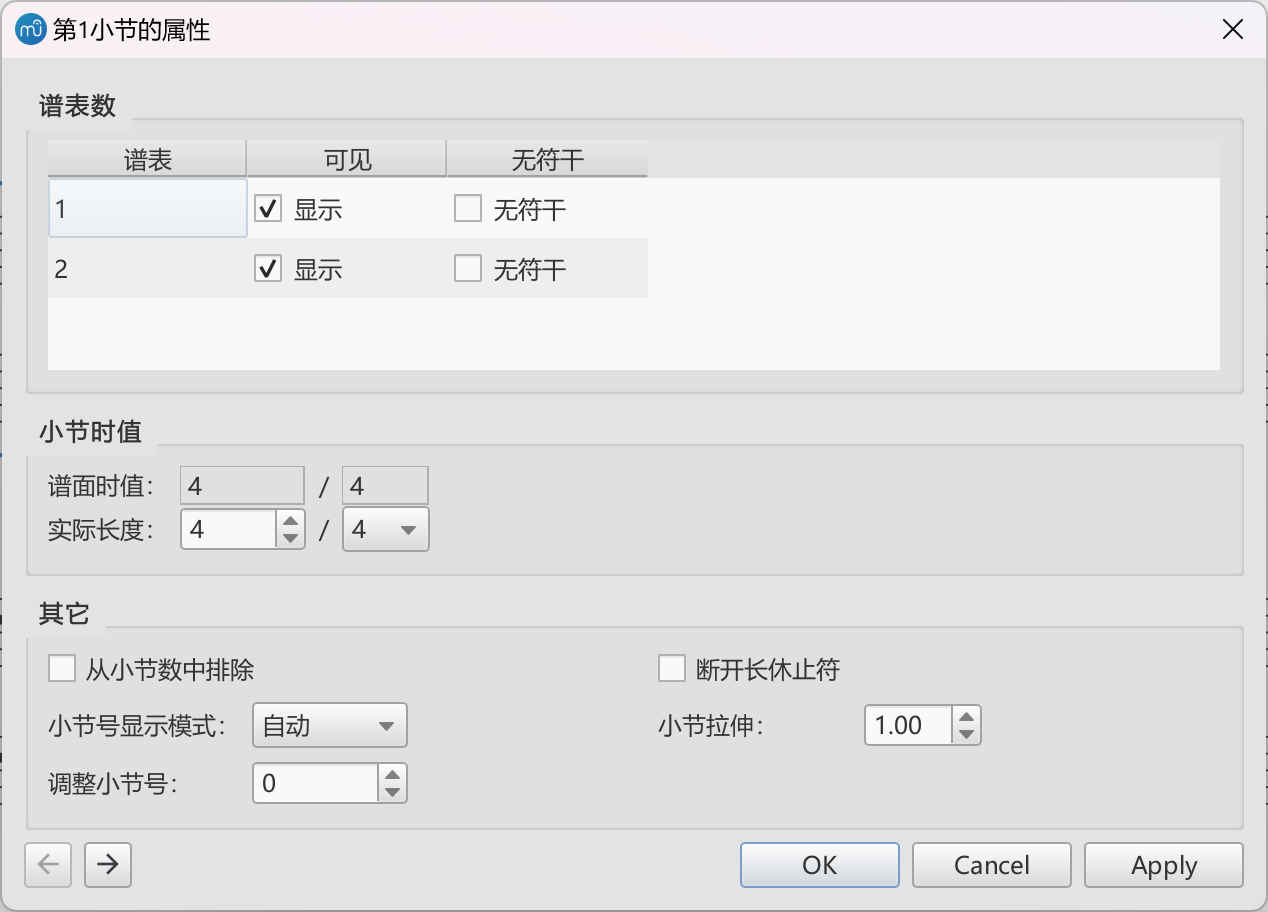 第1小节的属性
谱表数
谱表 可见 无符干
1 显示 无符干
2 显示 无符干
小节时值
谱面时值： 4 / 4
实际长度： 4 / 4
其它
从小节数中排除 断开长休止符
小节号显示模式： 自动 小节拉伸： 1.00
调整小节号： 0
OK Cancel Apply